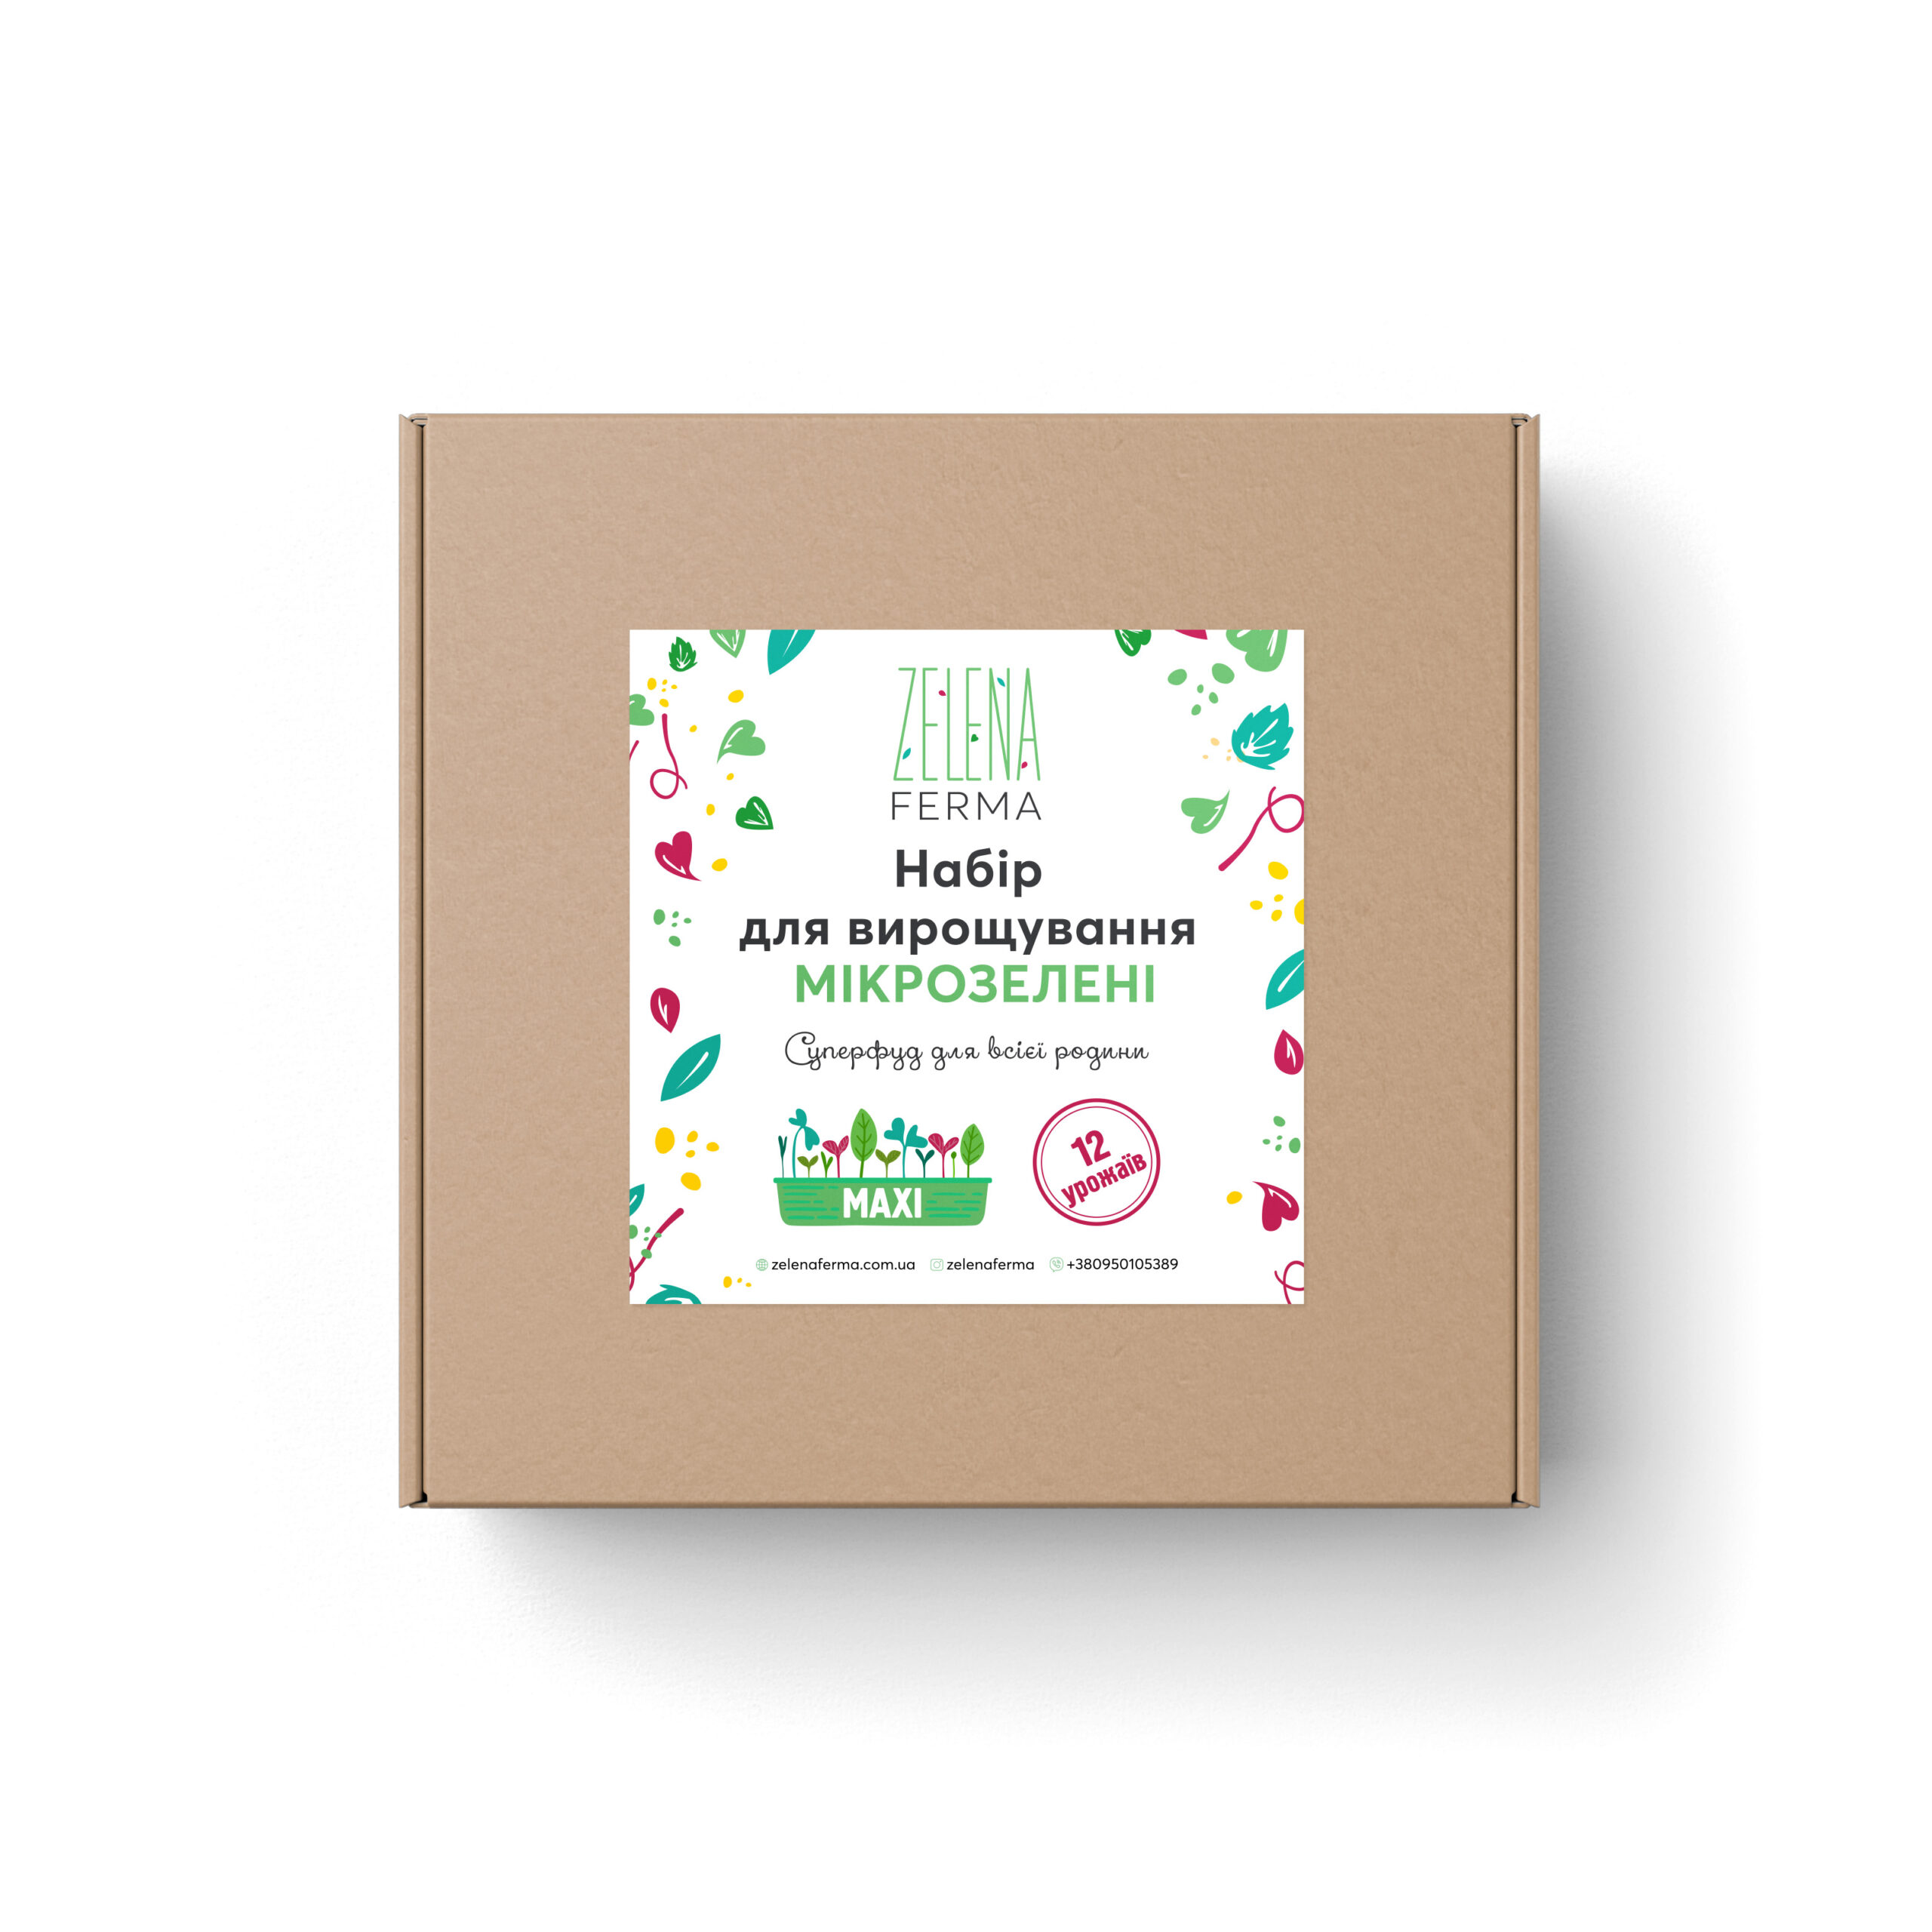 ZELENA
FERMA
Набір
для вирощування
МІКРОЗЕЛЕНІ
Суперфуд для всієї родини
MAXI
12
урожаїв
zelenaferma.com.ua zelenaferma +380950105389